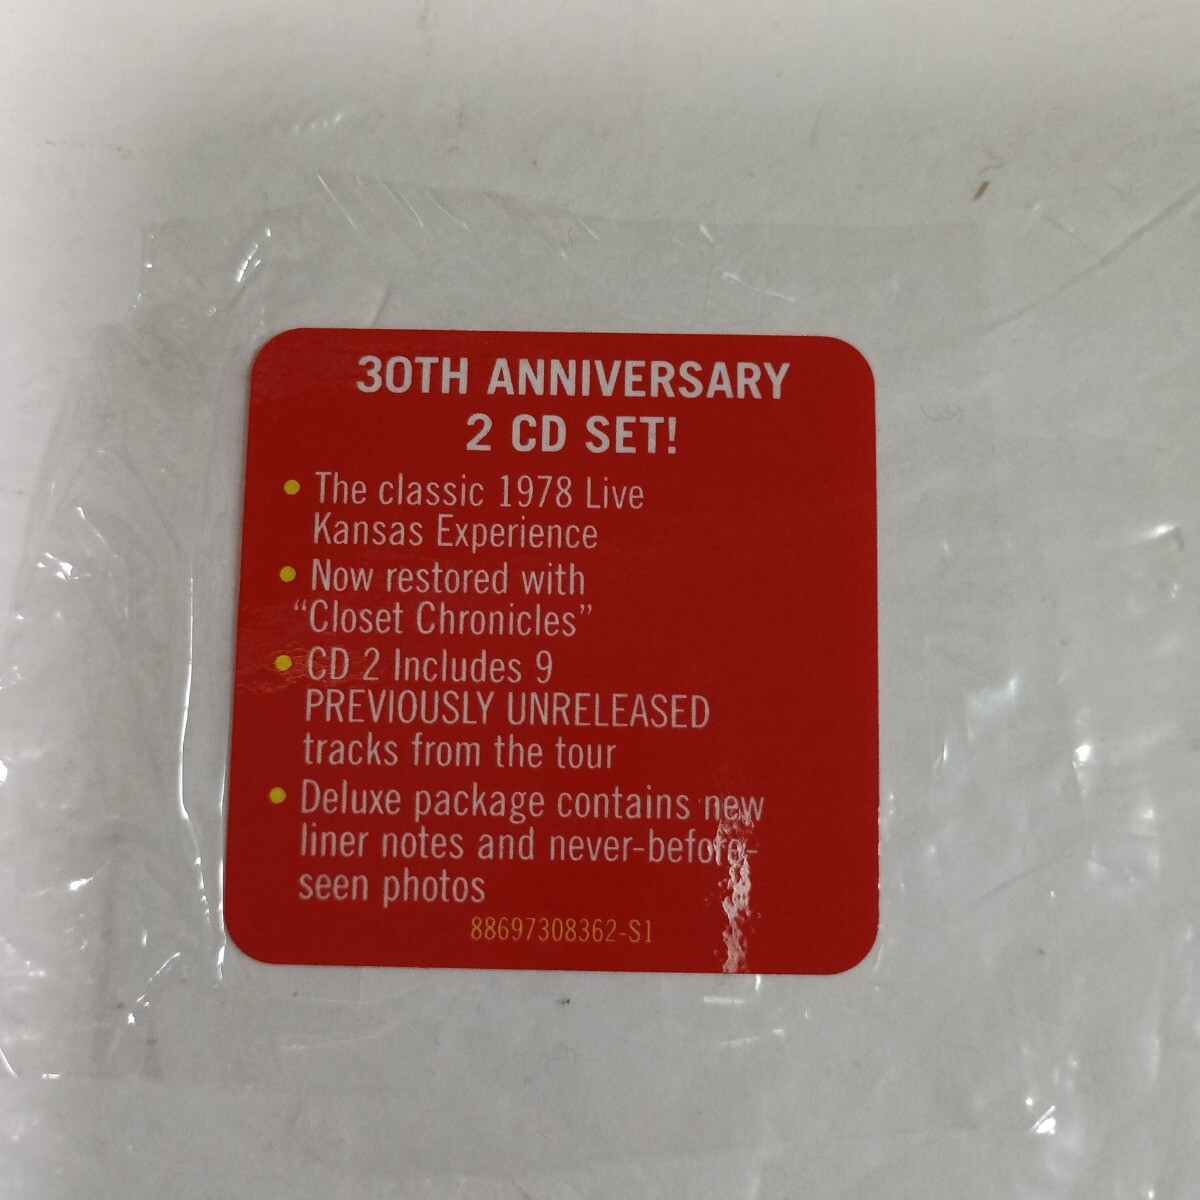 30TH ANNIVERSARY
2 CD SET!
• The classic 1978 Live
Kansas Experience
• Now restored with
“Closet Chronicles”
• CD 2 Includes 9
PREVIOUSLY UNRELEASED
tracks from the tour
• Deluxe package contains new
liner notes and never-before-
seen photos
88697308362-S1